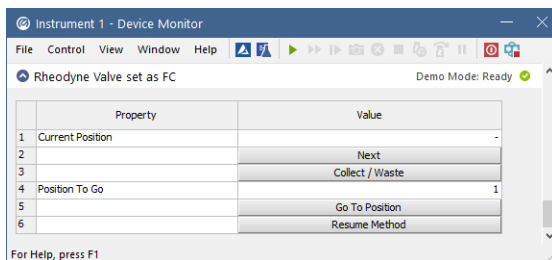 Instrument 1 - Device Monitor
File Control View Window Help
Rheodyne Valve set as FC Demo Mode: Ready
Property Value
1 Current Position -
2 Next
3 Collect / Waste
4 Position To Go 1
5 Go To Position
6 Resume Method
For Help, press F1